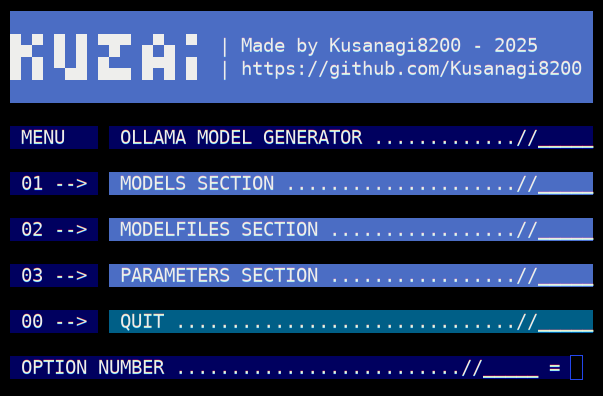 KUZAi
| Made by Kusanagi8200 - 2025
| https://github.com/Kusanagi8200
MENU OLLAMA MODEL GENERATOR .............//_____
01 --> MODELS SECTION .....................//_____
02 --> MODELFILES SECTION .................//_____
03 --> PARAMETERS SECTION .................//_____
00 --> QUIT ...............................//_____
OPTION NUMBER ..........................//_____ =